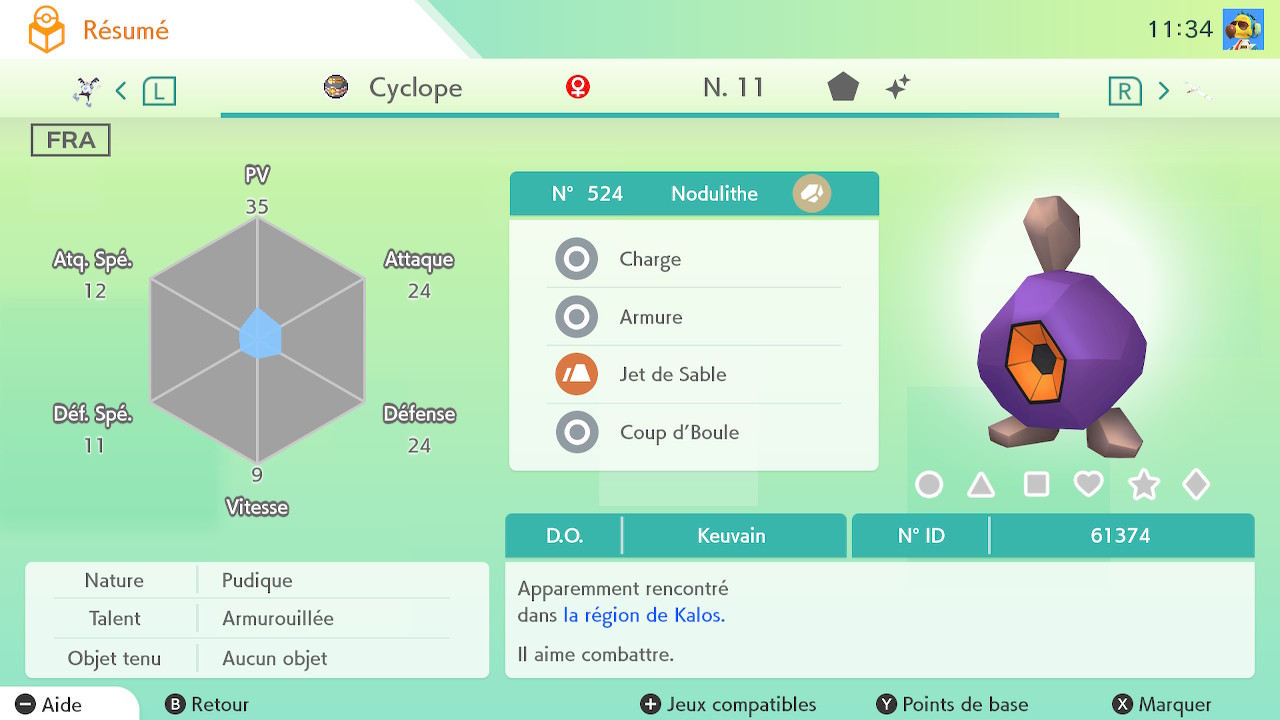 Résumé
11:34
L
Cyclope
N. 11
R
FRA
PV
35
Atq. Spé.
12
Attaque
24
Déf. Spé.
11
Défense
24
9
Vitesse
N° 524 Nodulithe
Charge
Armure
Jet de Sable
Coup d'Boule
D.O. Keuvain
N° ID 61374
Nature Pudique
Talent Armurouillée
Objet tenu Aucun objet
Apparemment rencontré
dans la région de Kalos.
Il aime combattre.
Aide
B Retour
Jeux compatibles
Y Points de base
X Marquer